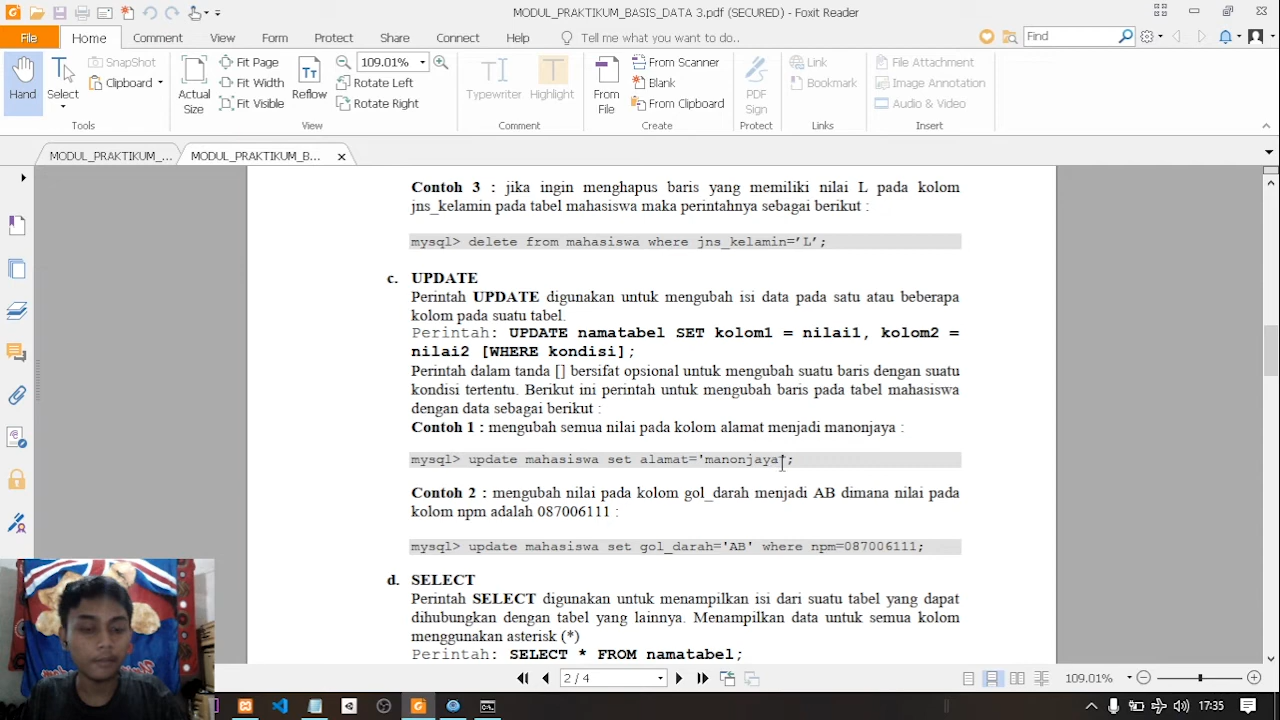 MODUL_PRAKTIKUM_BASIS_DATA 3.pdf (SECURED) - Foxit Reader
File Home Comment View Form Protect Share Connect Help Tell me what you want to do... Find
Hand
Select
SnapShot
Clipboard
Tools
Actual Size
Fit Page
Fit Width
Fit Visible
Reflow
109.01%
Rotate Left
Rotate Right
View
Typewriter
Highlight
Comment
From File
From Scanner
Blank
From Clipboard
Create
PDF Sign
Protect
Link
Bookmark
Links
File Attachment
Image Annotation
Audio & Video
Insert
MODUL_PRAKTIKUM_... MODUL_PRAKTIKUM_B...
Contoh 3 : jika ingin menghapus baris yang memiliki nilai L pada kolom
jns_kelamin pada tabel mahasiswa maka perintahnya sebagai berikut :
mysql> delete from mahasiswa where jns_kelamin=’L’;
c. UPDATE
Perintah UPDATE digunakan untuk mengubah isi data pada satu atau beberapa
kolom pada suatu tabel.
Perintah: UPDATE namatabel SET kolom1 = nilai1, kolom2 =
nilai2 [WHERE kondisi];
Perintah dalam tanda [] bersifat opsional untuk mengubah suatu baris dengan suatu
kondisi tertentu. Berikut ini perintah untuk mengubah baris pada tabel mahasiswa
dengan data sebagai berikut :
Contoh 1 : mengubah semua nilai pada kolom alamat menjadi manonjaya :
mysql> update mahasiswa set alamat='manonjaya';
Contoh 2 : mengubah nilai pada kolom gol_darah menjadi AB dimana nilai pada
kolom npm adalah 087006111 :
mysql> update mahasiswa set gol_darah='AB' where npm=087006111;
d. SELECT
Perintah SELECT digunakan untuk menampilkan isi dari suatu tabel yang dapat
dihubungkan dengan tabel yang lainnya. Menampilkan data untuk semua kolom
menggunakan asterisk (*)
Perintah: SELECT * FROM namatabel;
2 / 4
109.01%
17:35